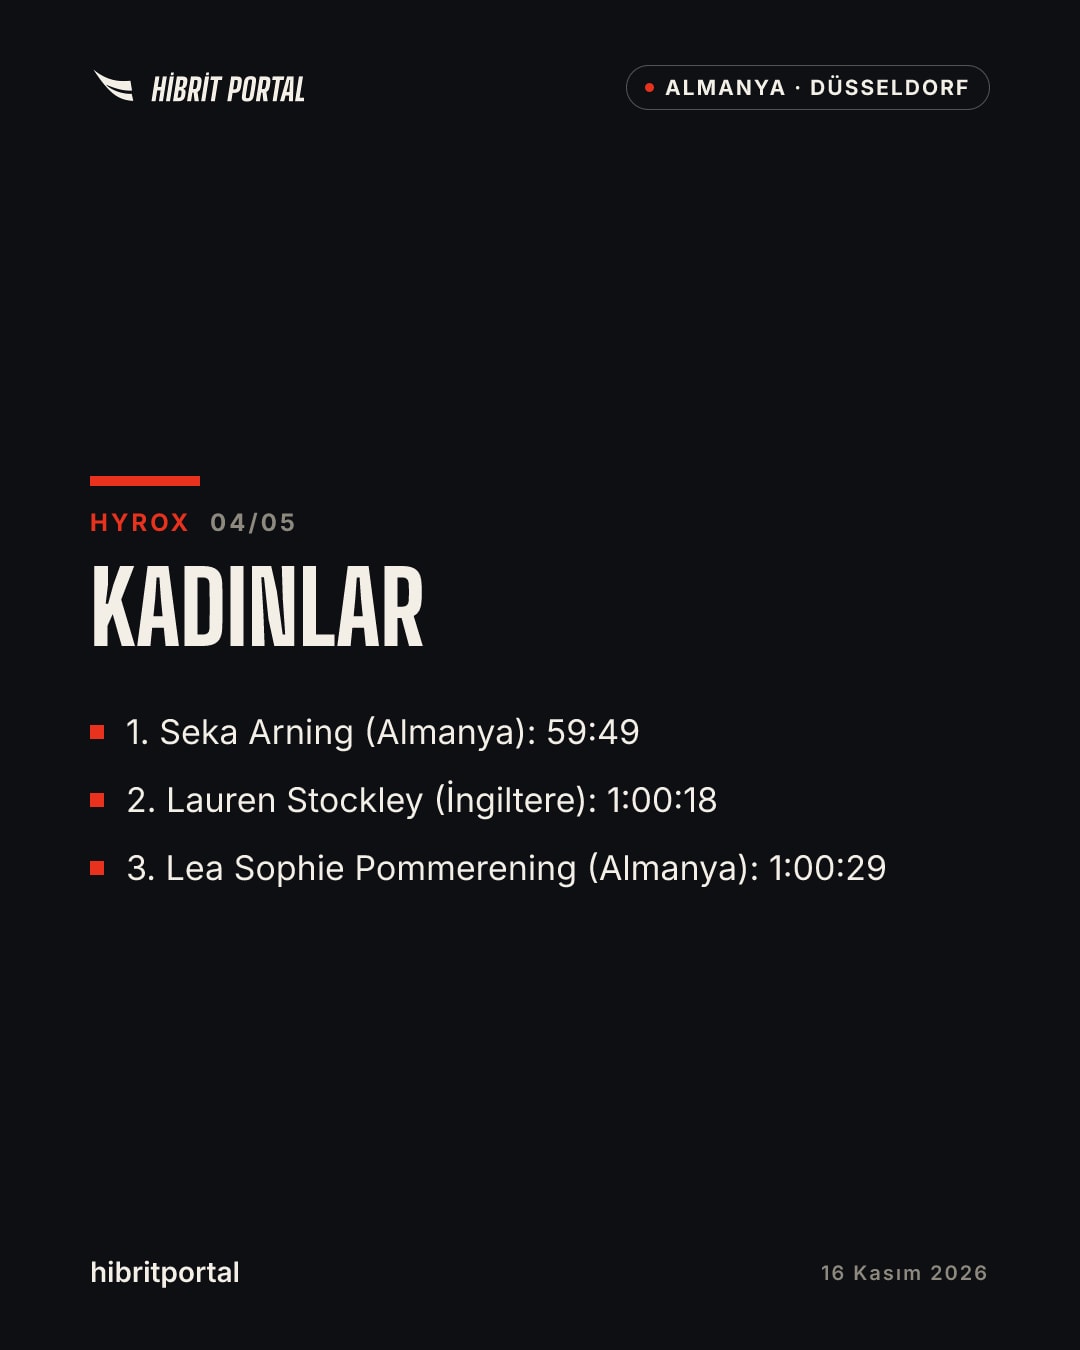 HİBRİT PORTAL
ALMANYA · DÜSSELDORF
HYROX 04/05
KADINLAR
1. Seka Arning (Almanya): 59:49
2. Lauren Stockley (İngiltere): 1:00:18
3. Lea Sophie Pommerening (Almanya): 1:00:29
hibritportal
16 Kasım 2026